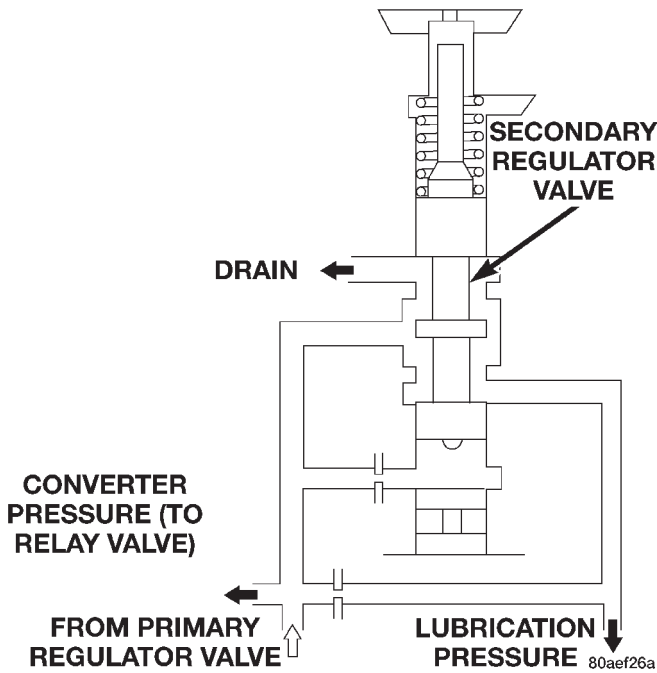 SECONDARY
REGULATOR
VALVE
DRAIN
CONVERTER
PRESSURE (TO
RELAY VALVE)
FROM PRIMARY
REGULATOR VALVE
LUBRICATION
PRESSURE
80aef26a